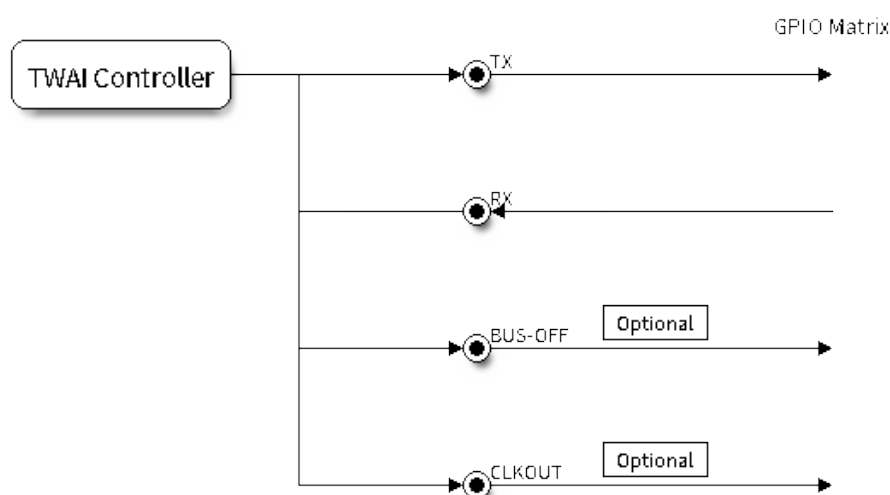 GPIO Matrix
TX
TWAI Controller
RX
Optional
BUS-OFF
Optional
CLKOUT